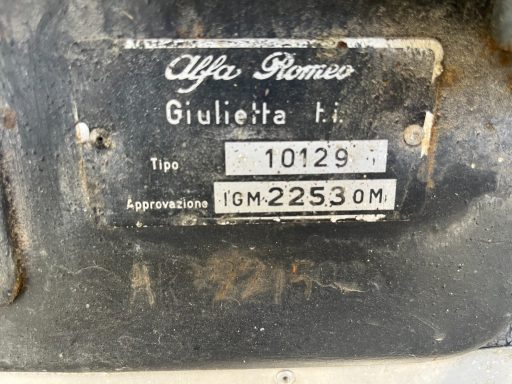 Alfa Romeo
Giulietta t.i.
Tipo 10129
Approvazione IGM 2253 OM